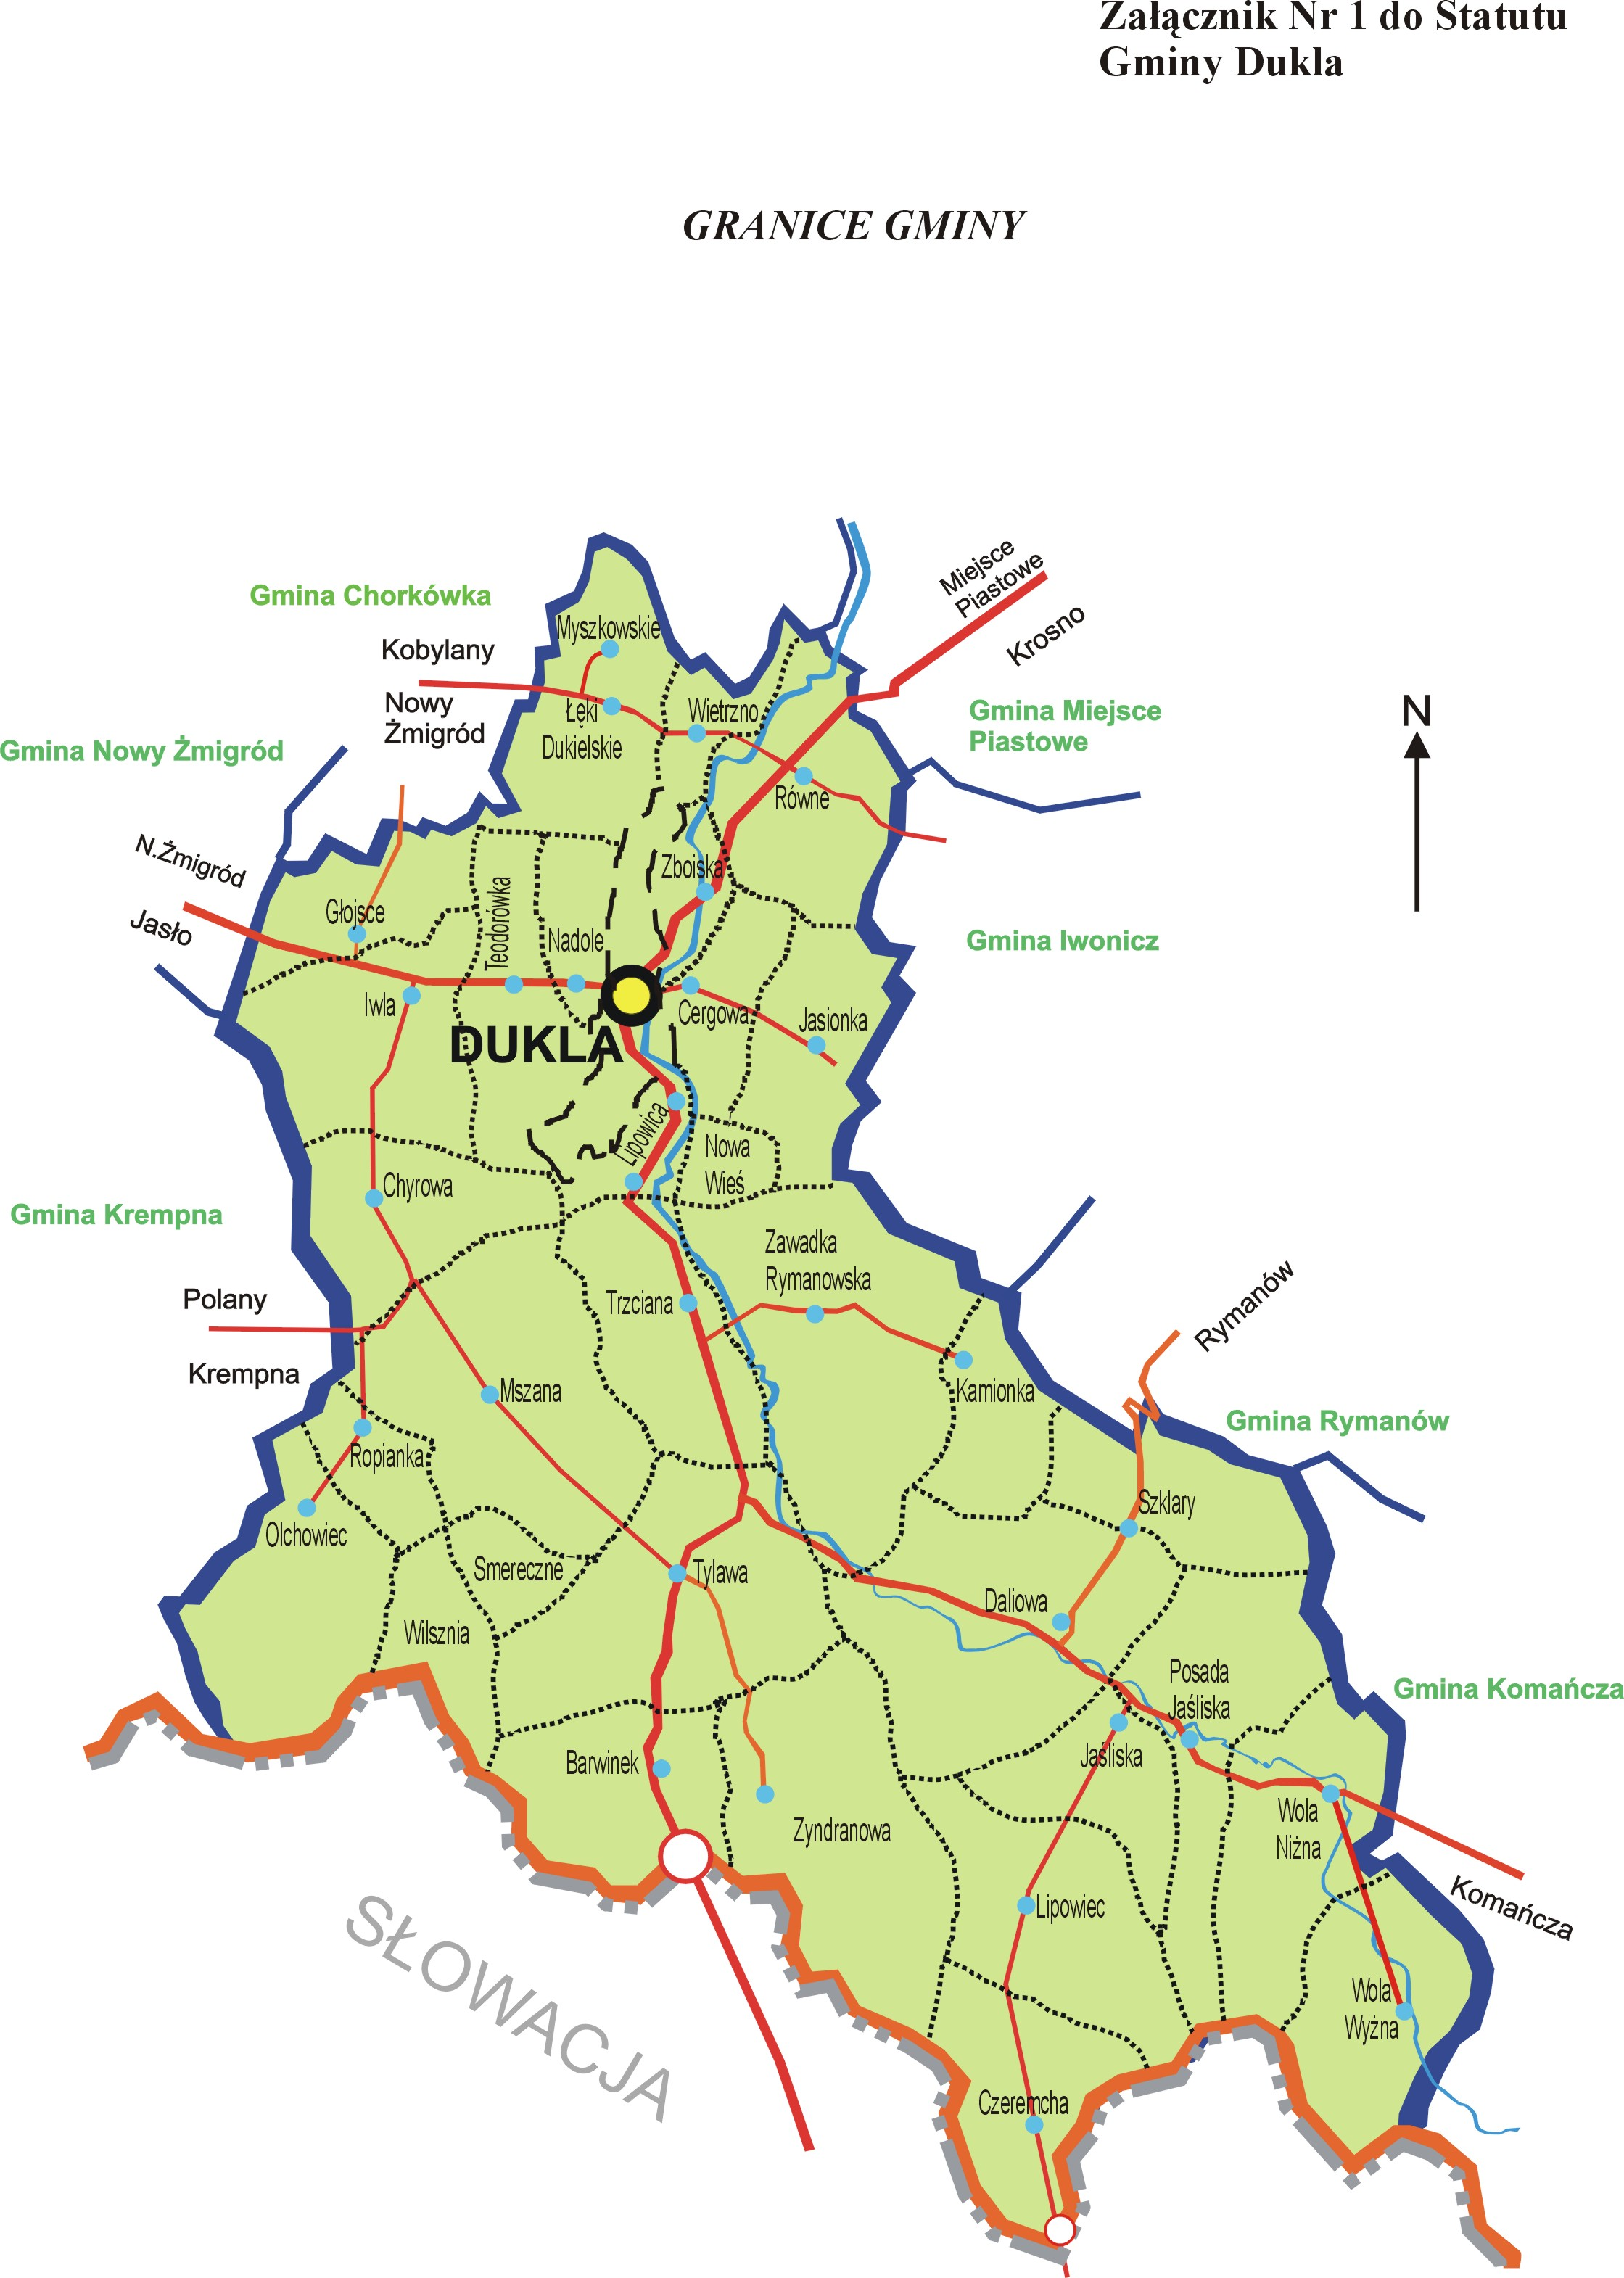 Załącznik Nr 1 do Statutu
Gminy Dukla
GRANICE GMINY
Miejsce
Piastowe
Krosno
Gmina Chorkówka
Kobylany
Nowy
Żmigród
Myszkowskie
Łęki
Dukielskie
Wietrzno
Gmina Miejsce
Piastowe
N
Gmina Nowy Żmigród
Równe
N.Żmigród
Jasło
Głojsce
Teodorówka
Nadole
Zboiska
Gmina Iwonicz
Iwla
DUKLA
Cergowa
Jasionka
Lipowica
Nowa
Wieś
Chyrowa
Gmina Krempna
Zawadka
Rymanowska
Trzciana
Polany
Krempna
Rymanów
Mszana
Kamionka
Gmina Rymanów
Ropianka
Olchowiec
Szklary
Smereczne
Tylawa
Daliowa
Wilsznia
Posada
Jaśliska
Gmina Komańcza
Barwinek
Jaśliska
Zyndranowa
Wola
Niżna
Komańcza
Lipowiec
SŁOWACJA
Wola
Wyżna
Czeremcha